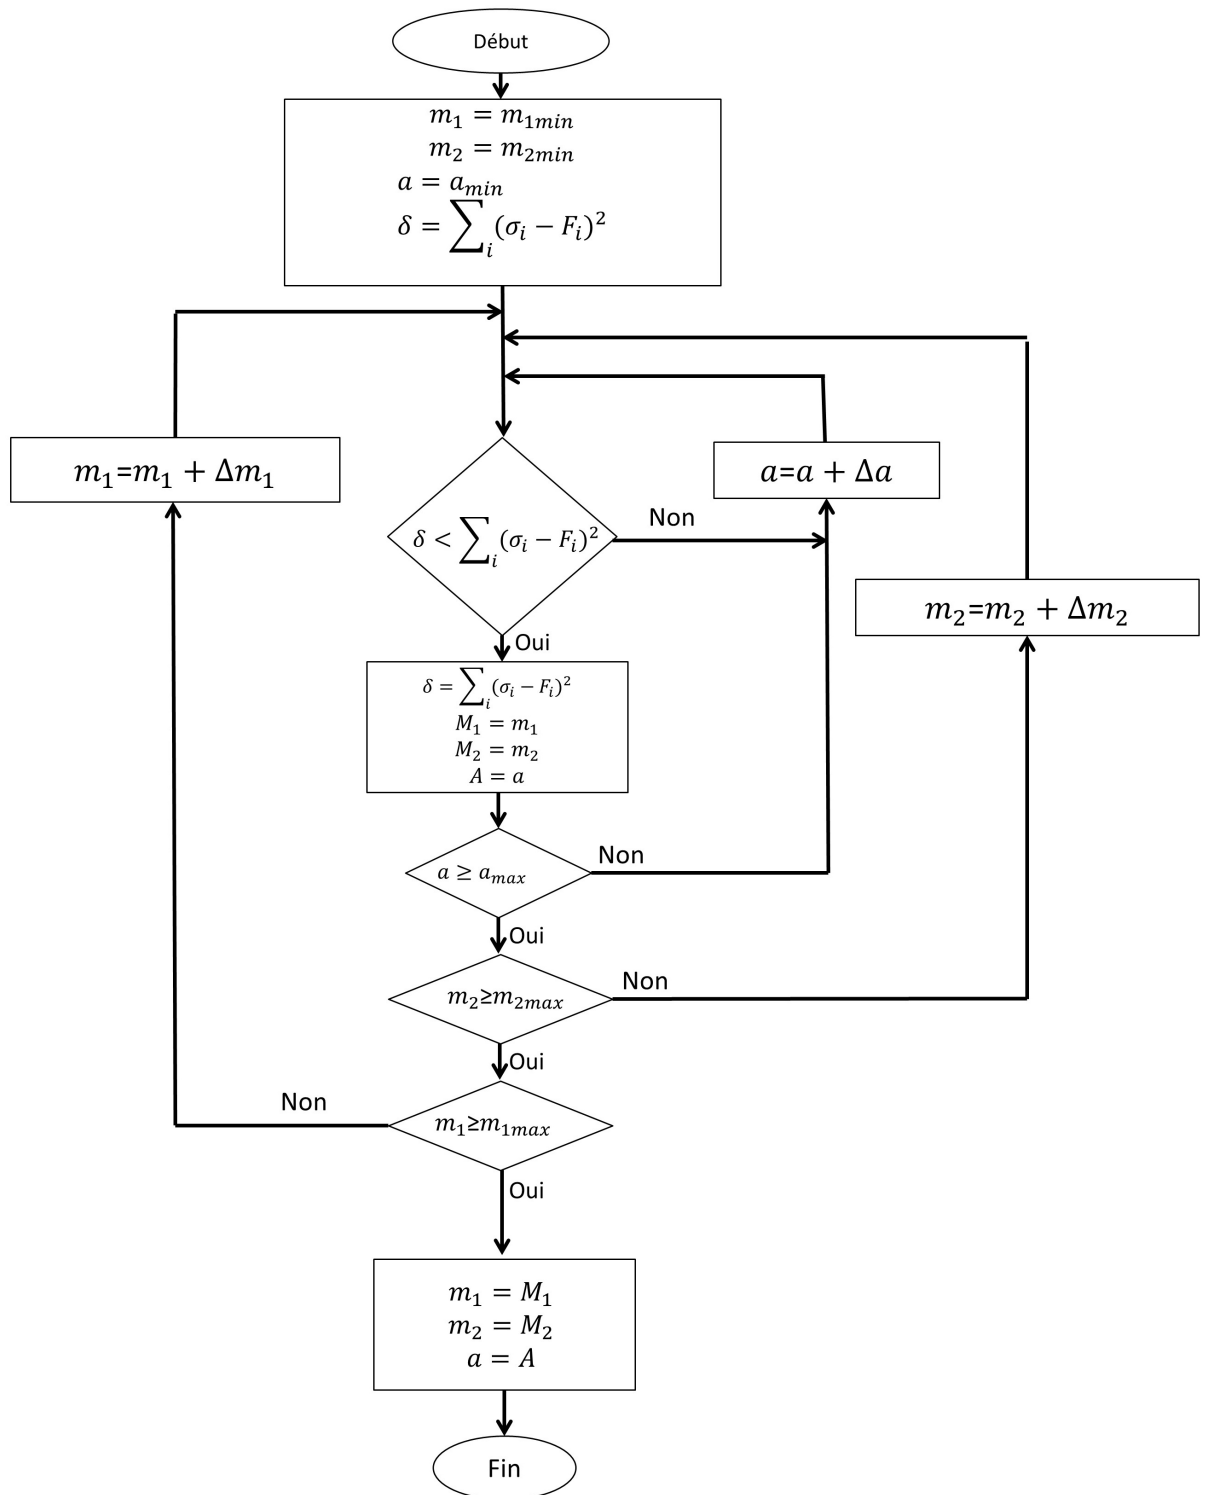 Début
m₁ = m₁ₘᵢₙ
m₂ = m₂ₘᵢₙ
a = aₘᵢₙ
δ = ∑ᵢ(σᵢ − Fᵢ)²
m₁=m₁ + Δm₁
a=a + Δa
δ < ∑ᵢ(σᵢ − Fᵢ)²
Non
m₂=m₂ + Δm₂
Oui
δ = ∑ᵢ(σᵢ − Fᵢ)²
M₁ = m₁
M₂ = m₂
A = a
a ≥ aₘₐₓ
Non
Oui
m₂≥m₂ₘₐₓ
Non
Oui
Non
m₁≥m₁ₘₐₓ
Oui
m₁ = M₁
m₂ = M₂
a = A
Fin